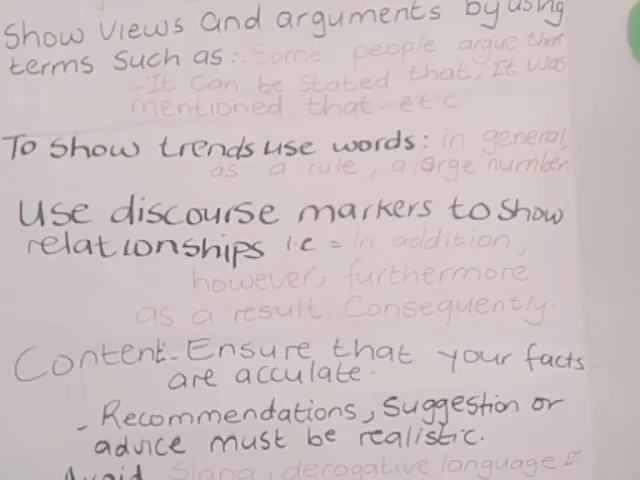 Show views and arguments by using
terms such as:. Some people argue that
- It can be stated that, It was
mentioned that. etc
To show trends use words: in general,
as a rule, a large number.
Use discourse markers to show
relationships i.e = in addition,
however, furthermore
as a result: Consequently.
Content - Ensure that your facts
are acculate.
- Recommendations, Suggestion or
advice must be realistic.
Avoid Slang, derogative language